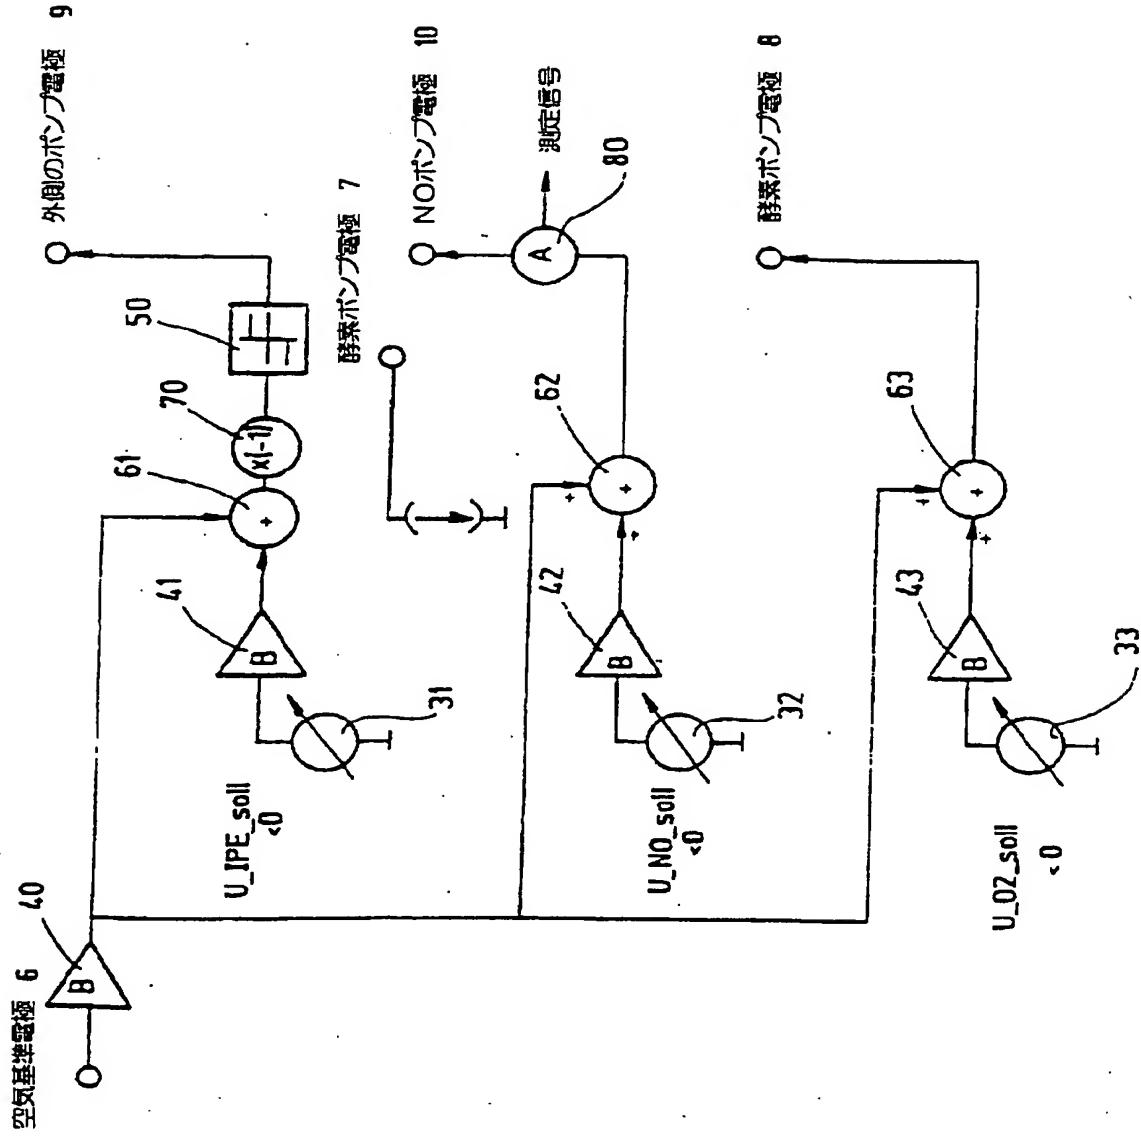 空気基準電極 6
B
40
外側のポンプ電極 9
50
70
x(-1)
61
+
41
B
31
U_IPE_soll
<0
酵素ポンプ電極 7
NOポンプ電極 10
測定信号
A
80
62
+
+
+
42
B
32
U_NO_soll
<0
酵素ポンプ電極 8
63
+
+
+
43
B
33
U_O2_soll
<0